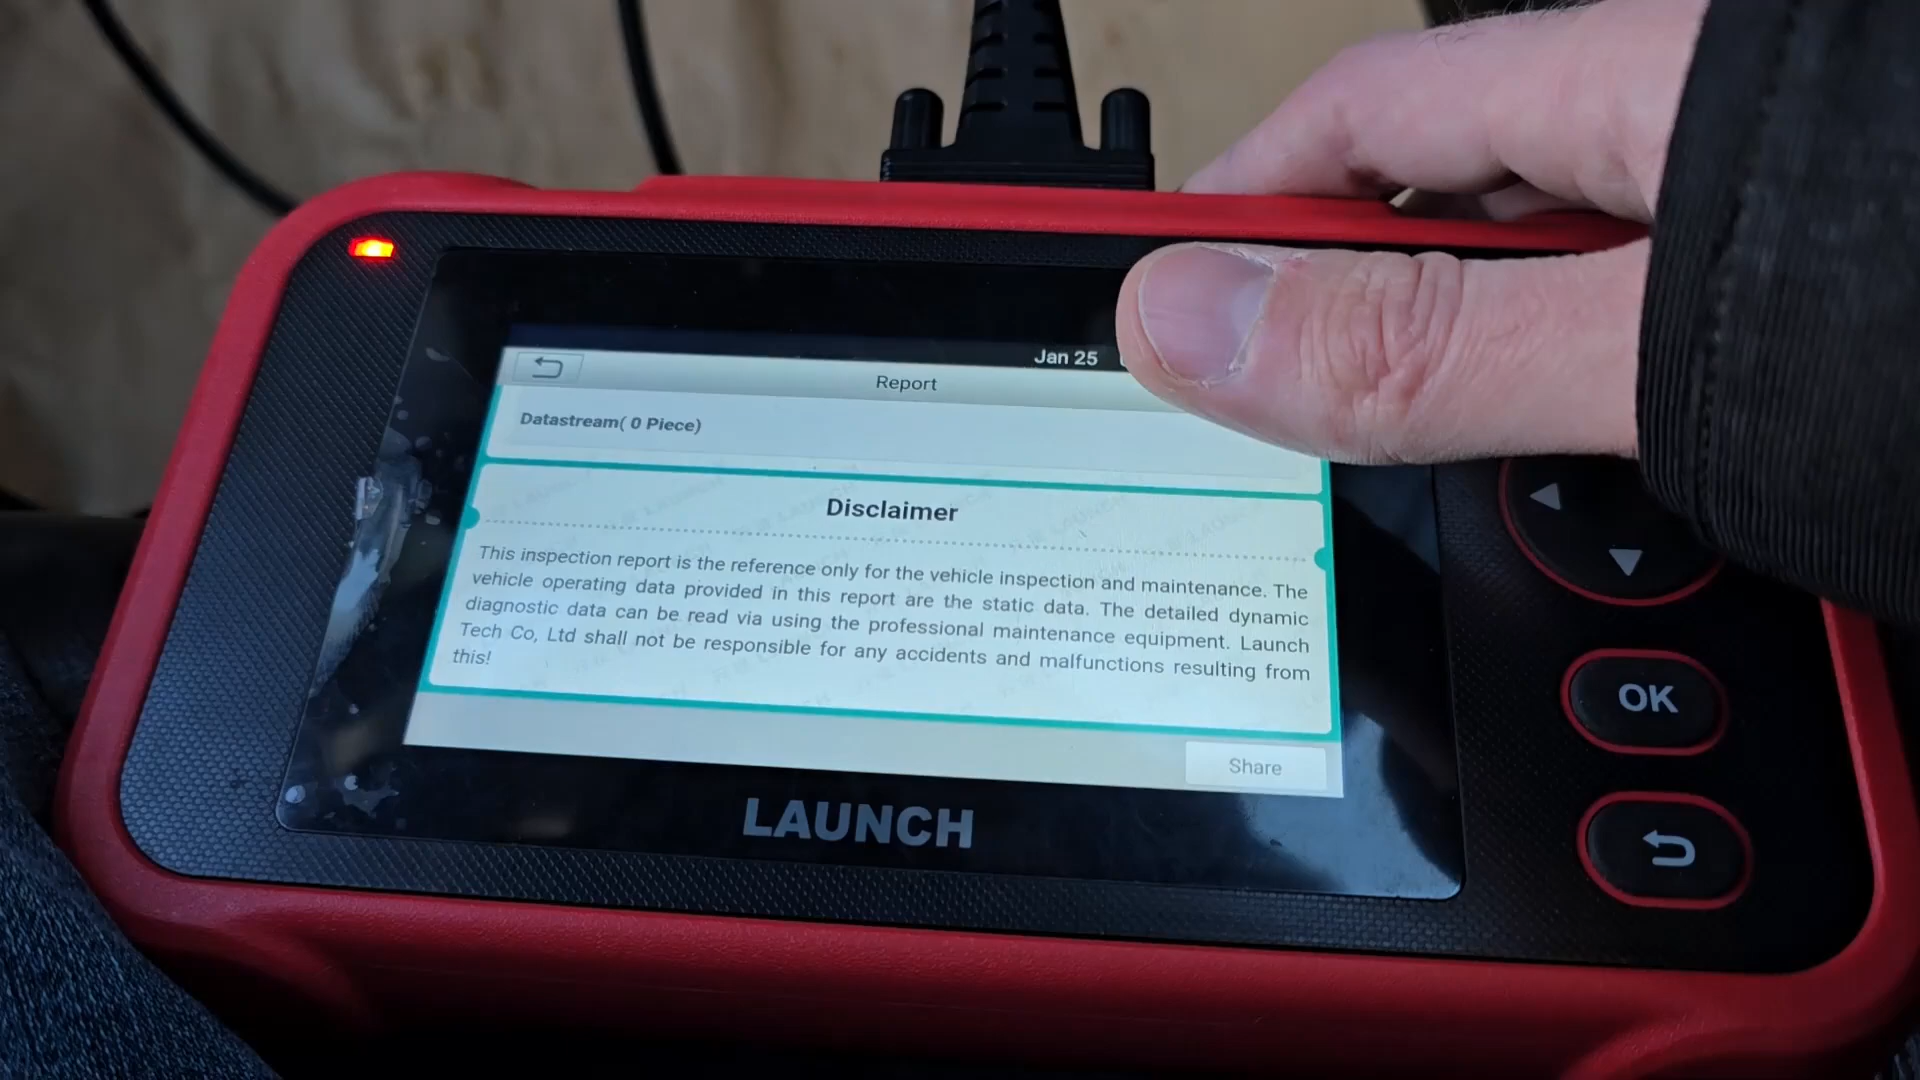 Jan 25
Report
Datastream( 0 Piece)
Disclaimer
This inspection report is the reference only for the vehicle inspection and maintenance. The
vehicle operating data provided in this report are the static data. The detailed dynamic
diagnostic data can be read via using the professional maintenance equipment. Launch
Tech Co, Ltd shall not be responsible for any accidents and malfunctions resulting from
this!
Share
LAUNCH
OK